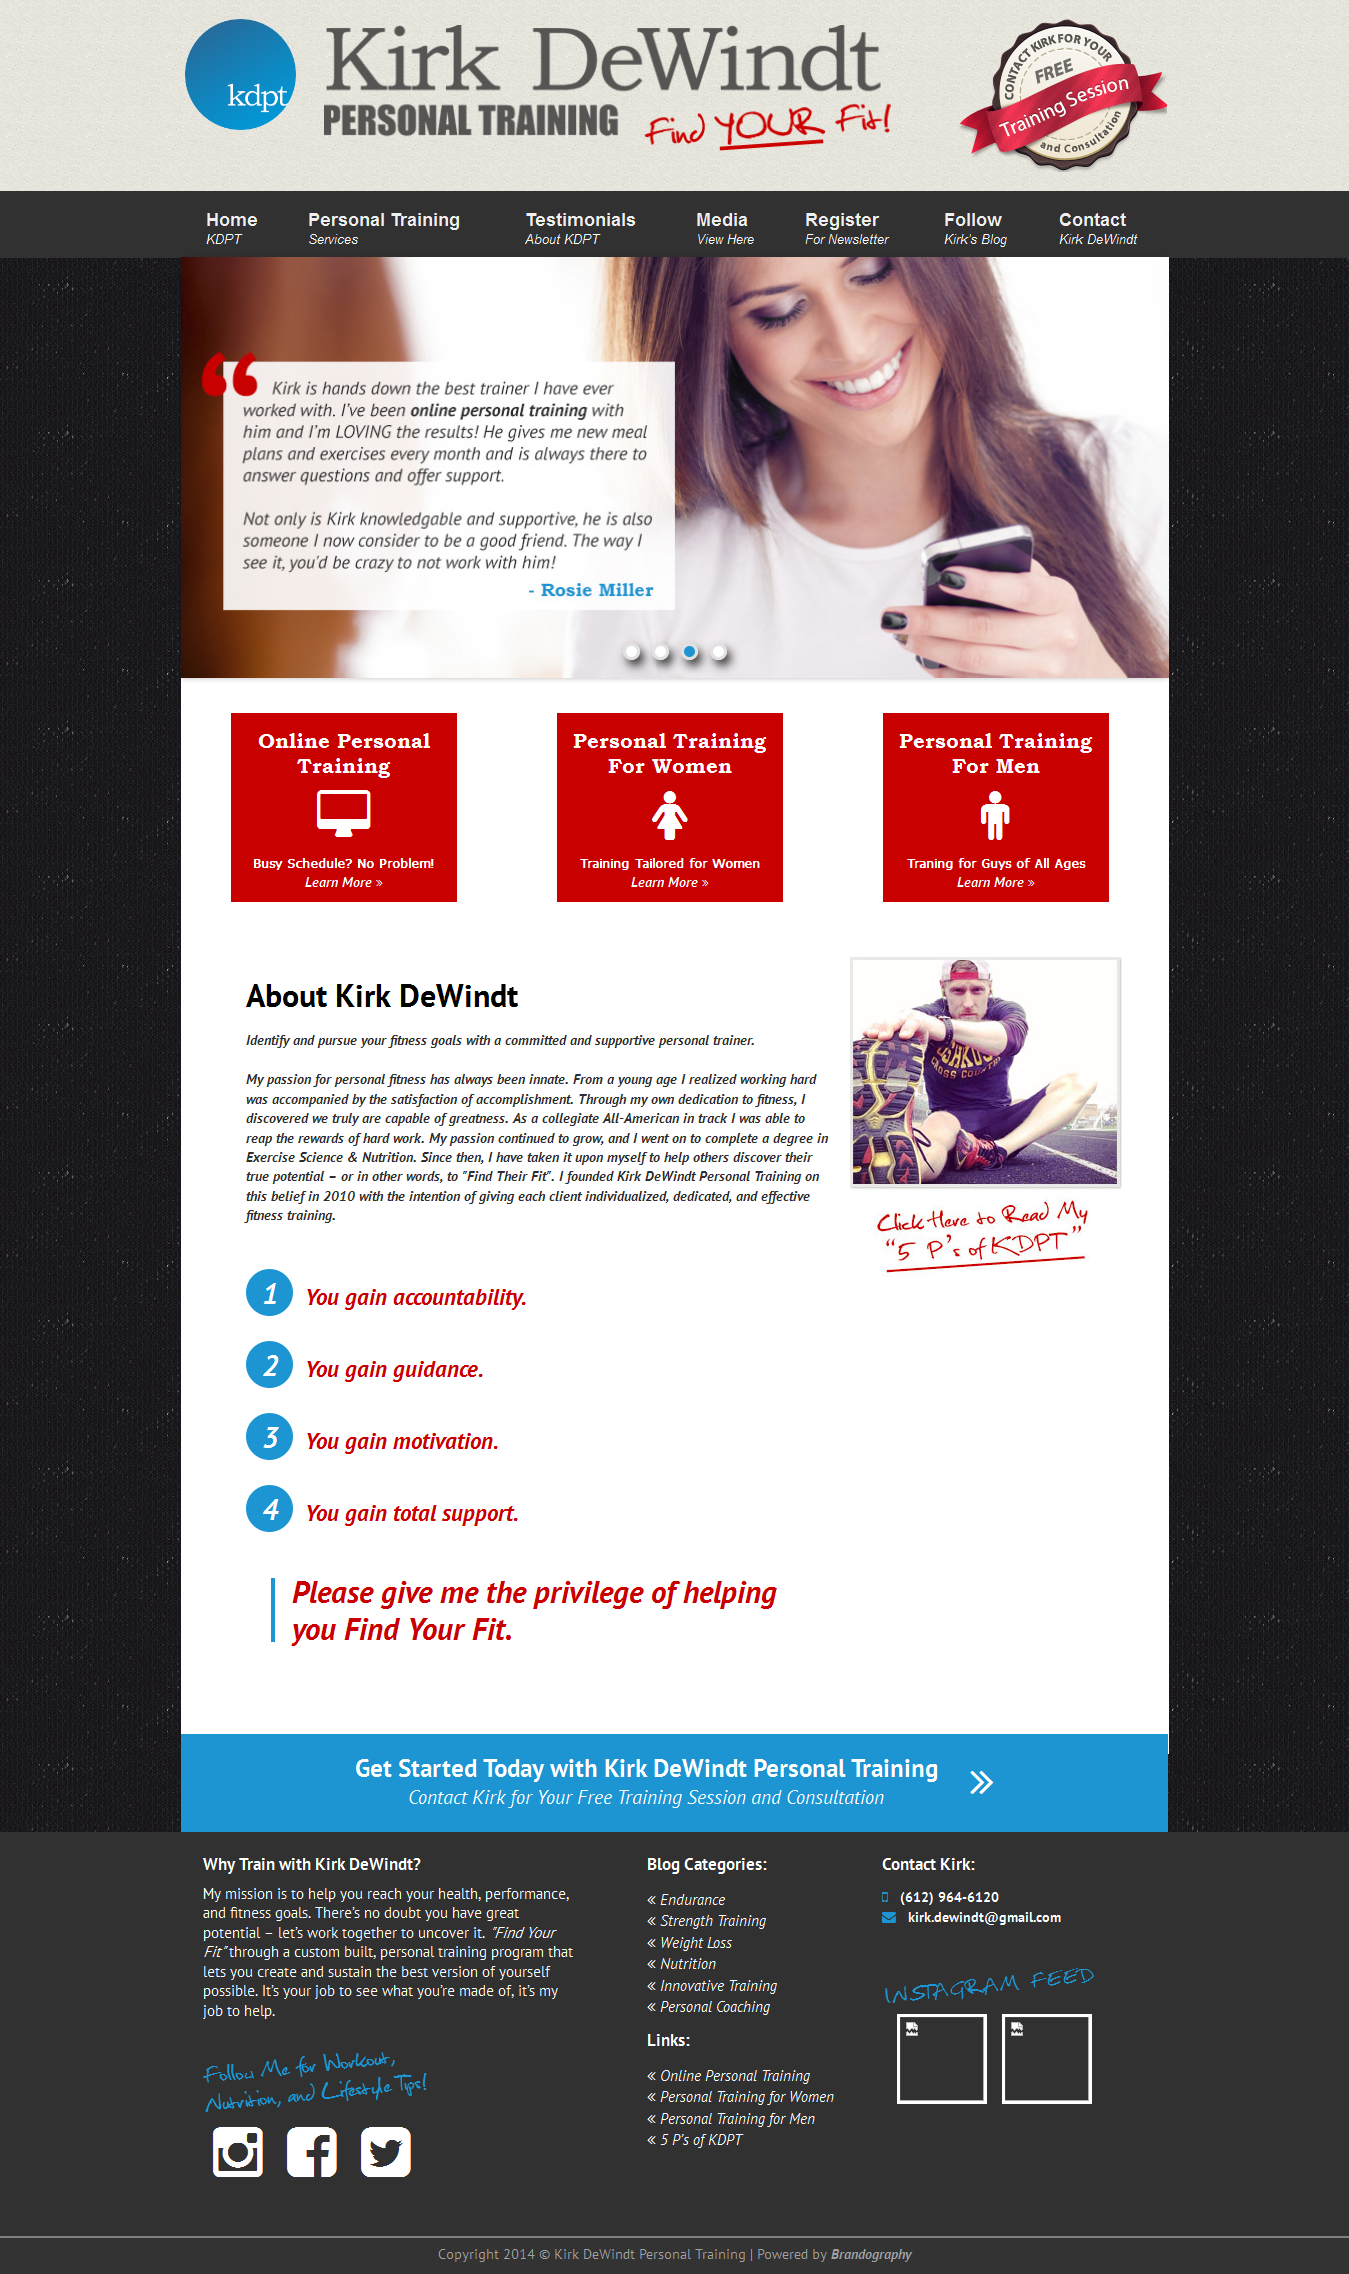 kdpt
Kirk DeWindt
PERSONAL TRAINING
Find YOUR Fit!
CONTACT KIRK FOR YOUR
FREE
Training Session
and Consultation
Home
KDPT
Personal Training
Services
Testimonials
About KDPT
Media
View Here
Register
For Newsletter
Follow
Kirk's Blog
Contact
Kirk DeWindt
“ Kirk is hands down the best trainer I have ever
worked with. I've been online personal training with
him and I'm LOVING the results! He gives me new meal
plans and exercises every month and is always there to
answer questions and offer support.
Not only is Kirk knowledgable and supportive, he is also
someone I now consider to be a good friend. The way I
see it, you'd be crazy to not work with him!
- Rosie Miller
Online Personal
Training
Busy Schedule? No Problem!
Learn More »
Personal Training
For Women
Training Tailored for Women
Learn More »
Personal Training
For Men
Traning for Guys of All Ages
Learn More »
About Kirk DeWindt
Identify and pursue your fitness goals with a committed and supportive personal trainer.
My passion for personal fitness has always been innate. From a young age I realized working hard
was accompanied by the satisfaction of accomplishment. Through my own dedication to fitness, I
discovered we truly are capable of greatness. As a collegiate All-American in track I was able to
reap the rewards of hard work. My passion continued to grow, and I went on to complete a degree in
Exercise Science & Nutrition. Since then, I have taken it upon myself to help others discover their
true potential – or in other words, to "Find Their Fit". I founded Kirk DeWindt Personal Training on
this belief in 2010 with the intention of giving each client individualized, dedicated, and effective
fitness training.
CROSS COUNTRY
Click Here to Read My
“5 P's of KDPT”
1 You gain accountability.
2 You gain guidance.
3 You gain motivation.
4 You gain total support.
Please give me the privilege of helping
you Find Your Fit.
Get Started Today with Kirk DeWindt Personal Training
Contact Kirk for Your Free Training Session and Consultation
Why Train with Kirk DeWindt?
My mission is to help you reach your health, performance,
and fitness goals. There's no doubt you have great
potential – let's work together to uncover it. "Find Your
Fit" through a custom built, personal training program that
lets you create and sustain the best version of yourself
possible. It's your job to see what you're made of, it's my
job to help.
Follow Me for Workout,
Nutrition, and Lifestyle Tips!
Blog Categories:
« Endurance
« Strength Training
« Weight Loss
« Nutrition
« Innovative Training
« Personal Coaching
Links:
« Online Personal Training
« Personal Training for Women
« Personal Training for Men
« 5 P's of KDPT
Contact Kirk:
(612) 964-6120
kirk.dewindt@gmail.com
INSTAGRAM FEED
Copyright 2014 © Kirk DeWindt Personal Training | Powered by Brandography